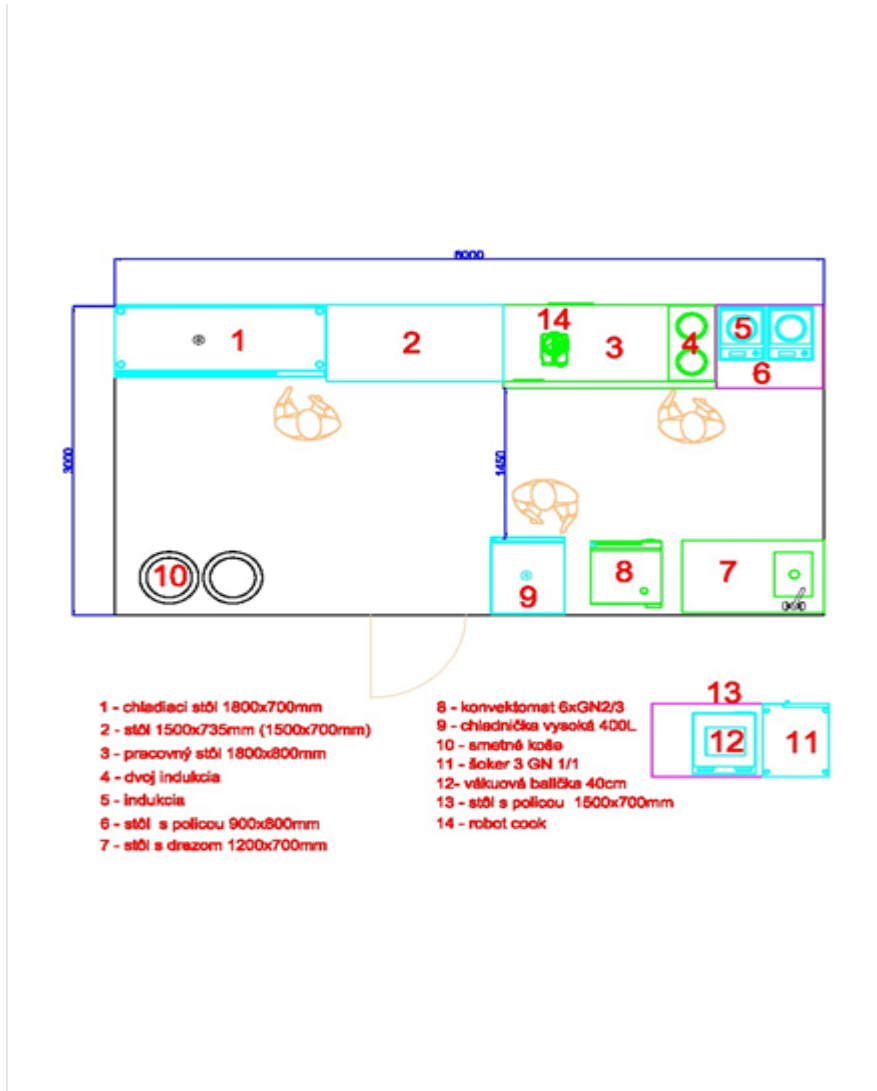 6000
14
1
2
3
4
5
6
3000
1450
10
9
8
7
1 - chladiaci stôl 1800x700mm
2 - stôl 1500x735mm (1500x700mm)
3 - pracovný stôl 1800x800mm
4 - dvoj indukcia
5 - indukcia
6 - stôl s policou 900x800mm
7 - stôl s drezom 1200x700mm
8 - konvektomat 6xGN2/3
9 - chladnička vysoká 400L
10 - smetné koše
11 - šoker 3 GN 1/1
12- vákuová balička 40cm
13 - stôl s policou 1500x700mm
14 - robot cook
13
12
11